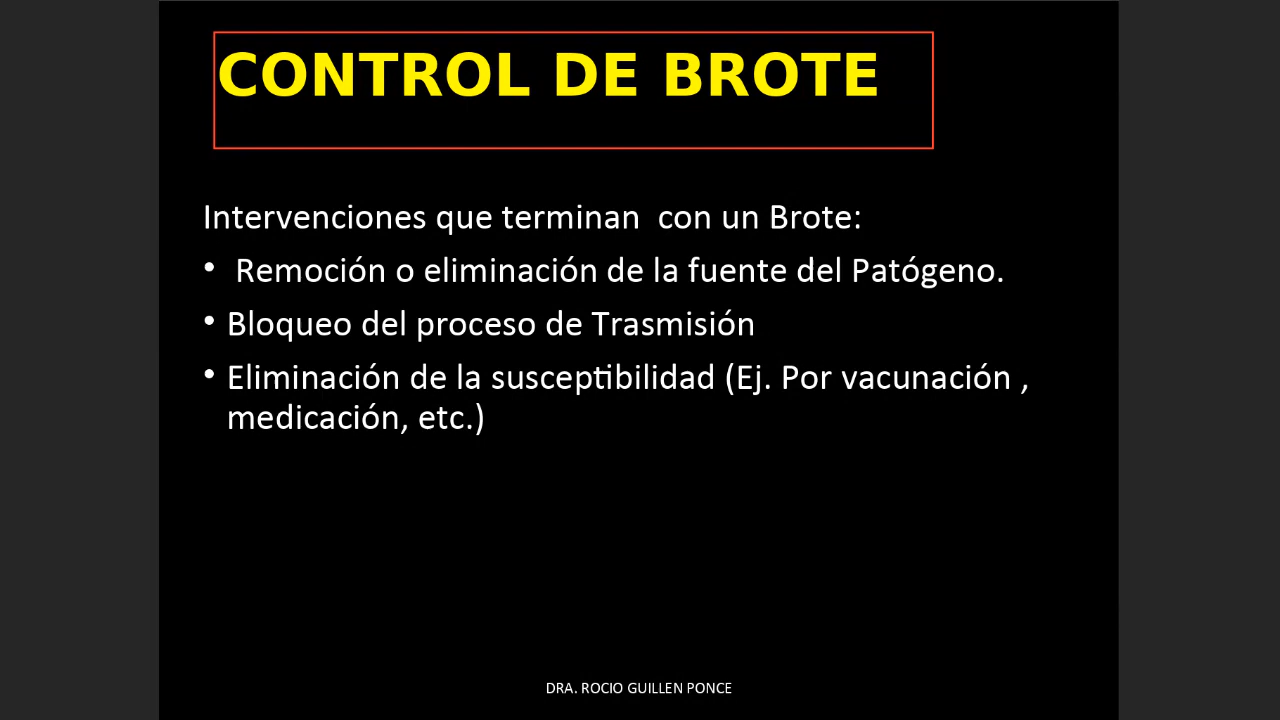 CONTROL DE BROTE
Intervenciones que terminan  con un Brote:
•  Remoción o eliminación de la fuente del Patógeno.
• Bloqueo del proceso de Trasmisión
• Eliminación de la susceptibilidad (Ej. Por vacunación ,
medicación, etc.)
DRA. ROCIO GUILLEN PONCE